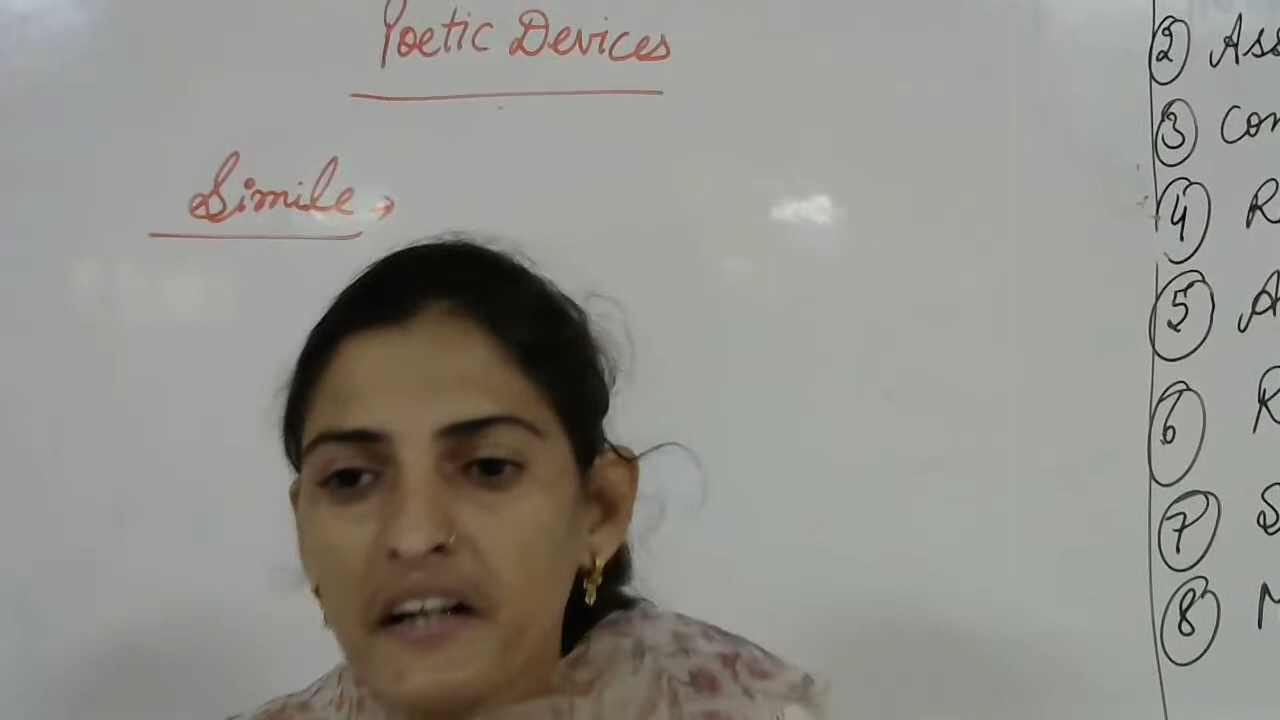 Poetic Devices
Simile →
② Ass
③ Con
④ R
⑤ A
⑥ R
⑦ S
⑧ M